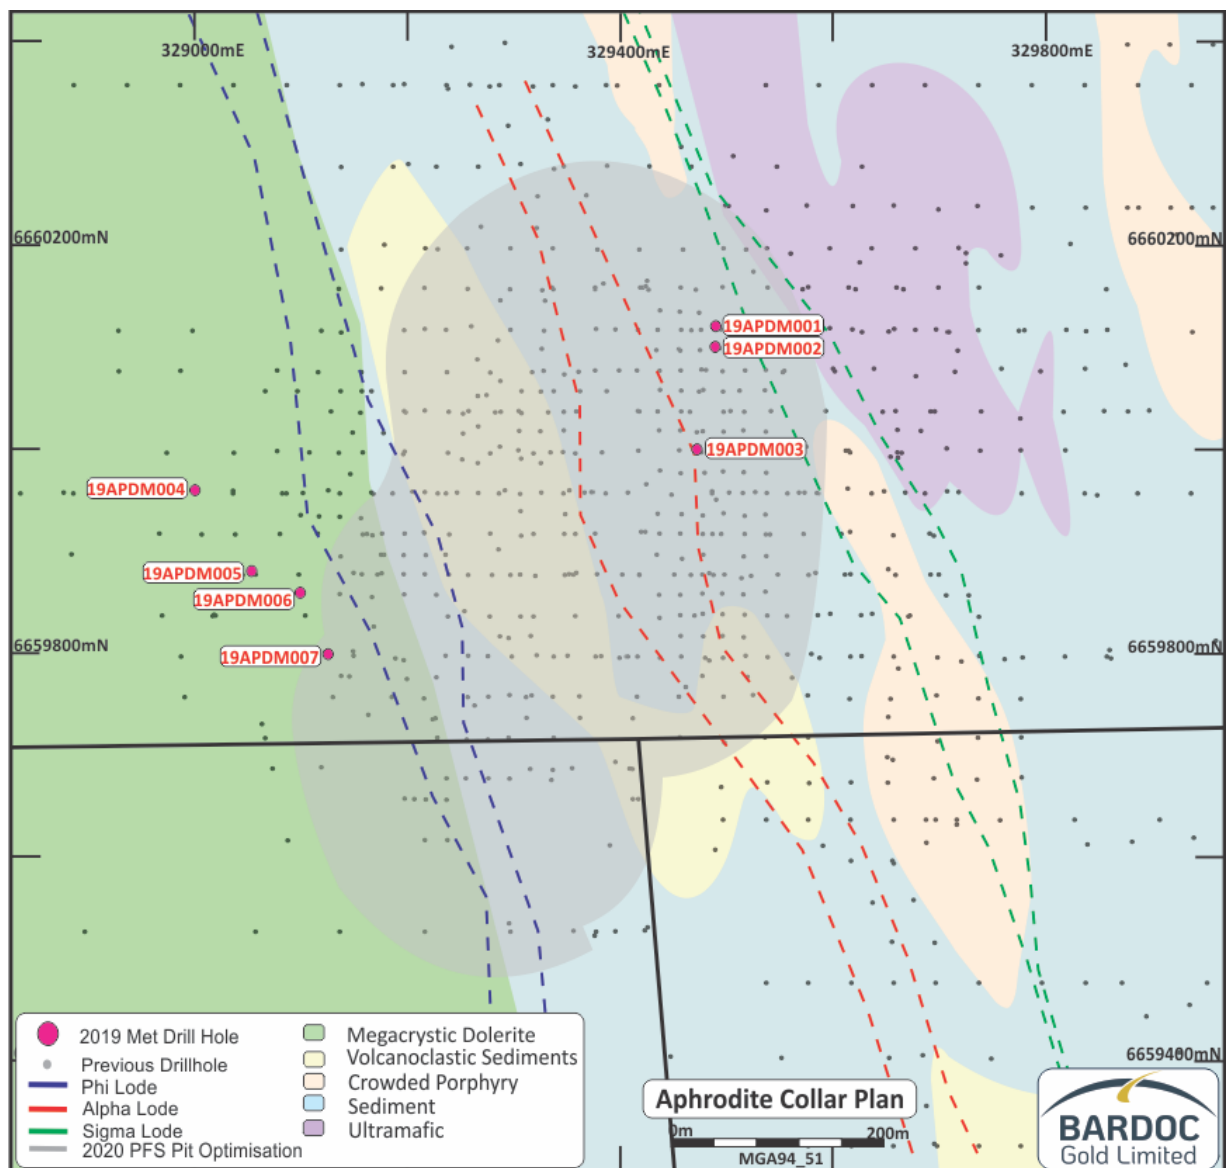 329000mE
329400mE
329800mE
6660200mN
6660200mN
19APDM001
19APDM002
19APDM003
19APDM004
19APDM005
19APDM006
19APDM007
6659800mN
6659800mN
6659400mN
2019 Met Drill Hole
Previous Drillhole
Phi Lode
Alpha Lode
Sigma Lode
2020 PFS Pit Optimisation
Megacrystic Dolerite
Volcanoclastic Sediments
Crowded Porphyry
Sediment
Ultramafic
Aphrodite Collar Plan
0m
200m
MGA94_51
BARDOC
Gold Limited